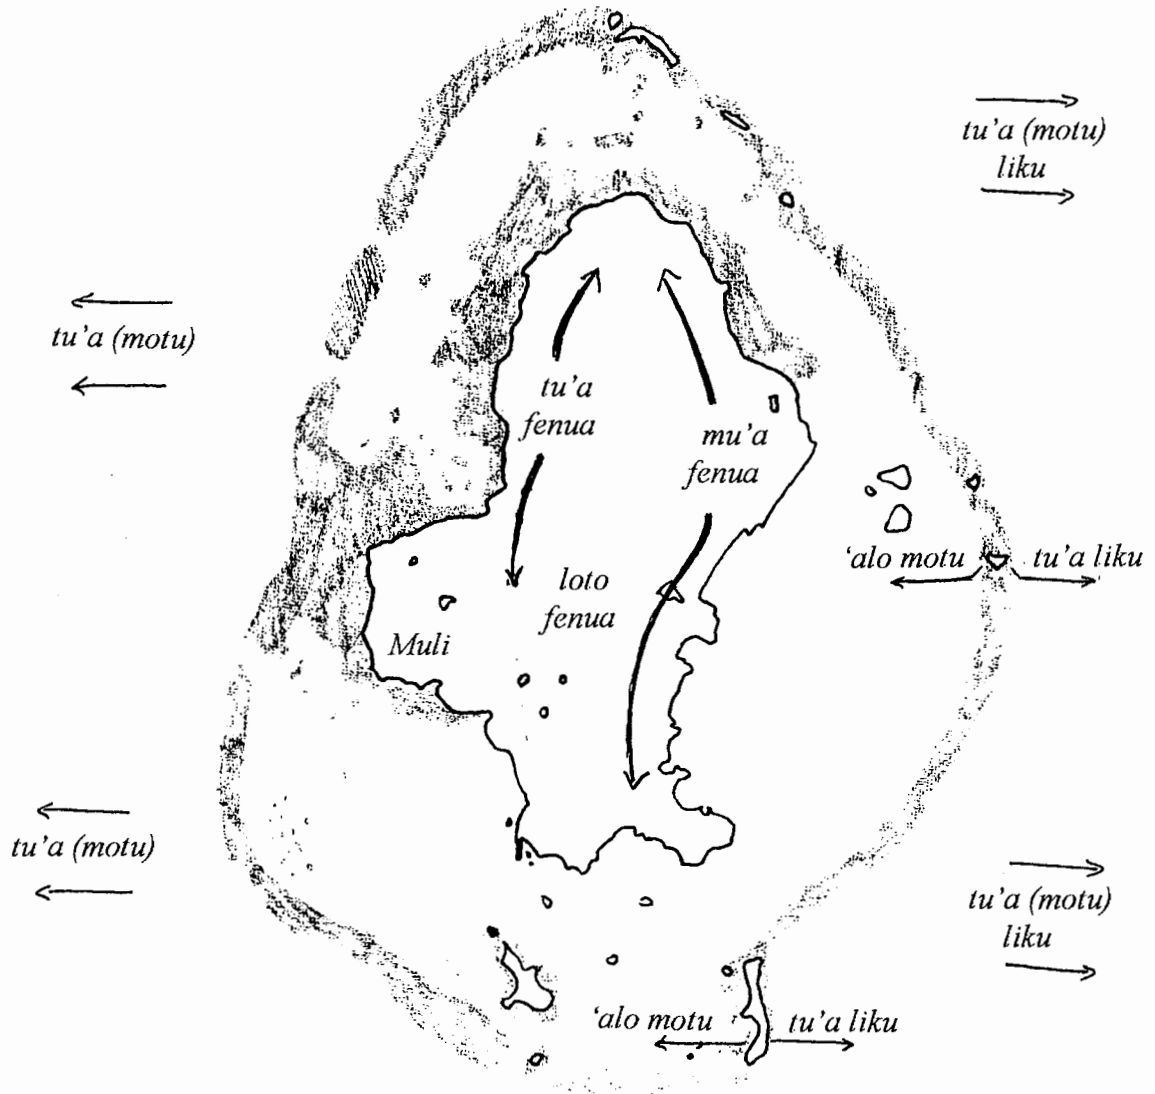 tu’a (motu)
liku
tu’a (motu)
tu’a
fenua
mu’a
fenua
‘alo motu
tu’a liku
loto
fenua
Muli
tu’a (motu)
tu’a (motu)
liku
‘alo motu
tu’a liku